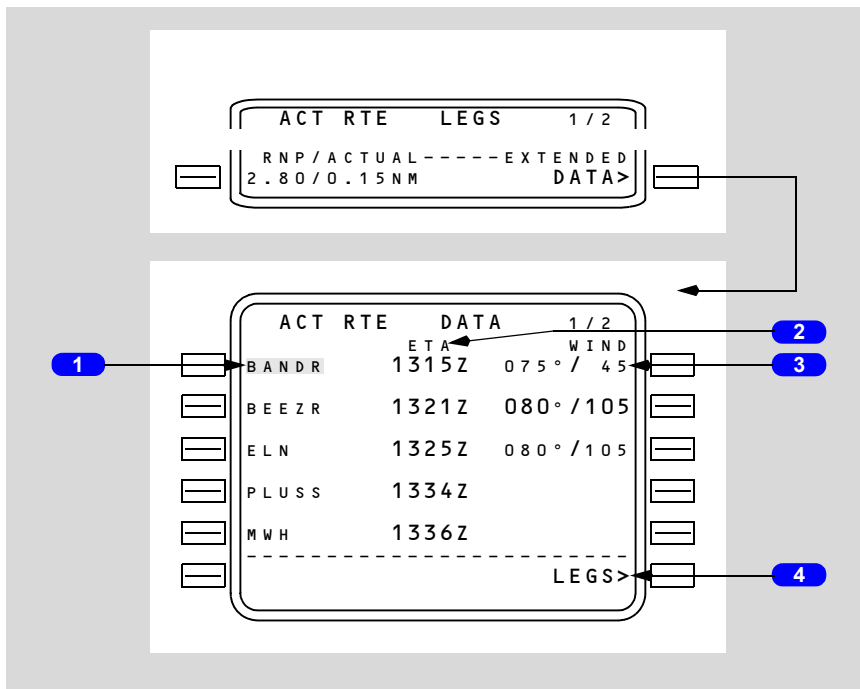 ACT RTE LEGS 1/2
RNP/ACTUAL-----EXTENDED
2.80/0.15NM DATA>
ACT RTE DATA 1/2
ETA WIND
BANDR 1315Z 075°/ 45
BEEZR 1321Z 080°/105
ELN 1325Z 080°/105
PLUSS 1334Z
MWH 1336Z
------------------------
LEGS>
1
2
3
4